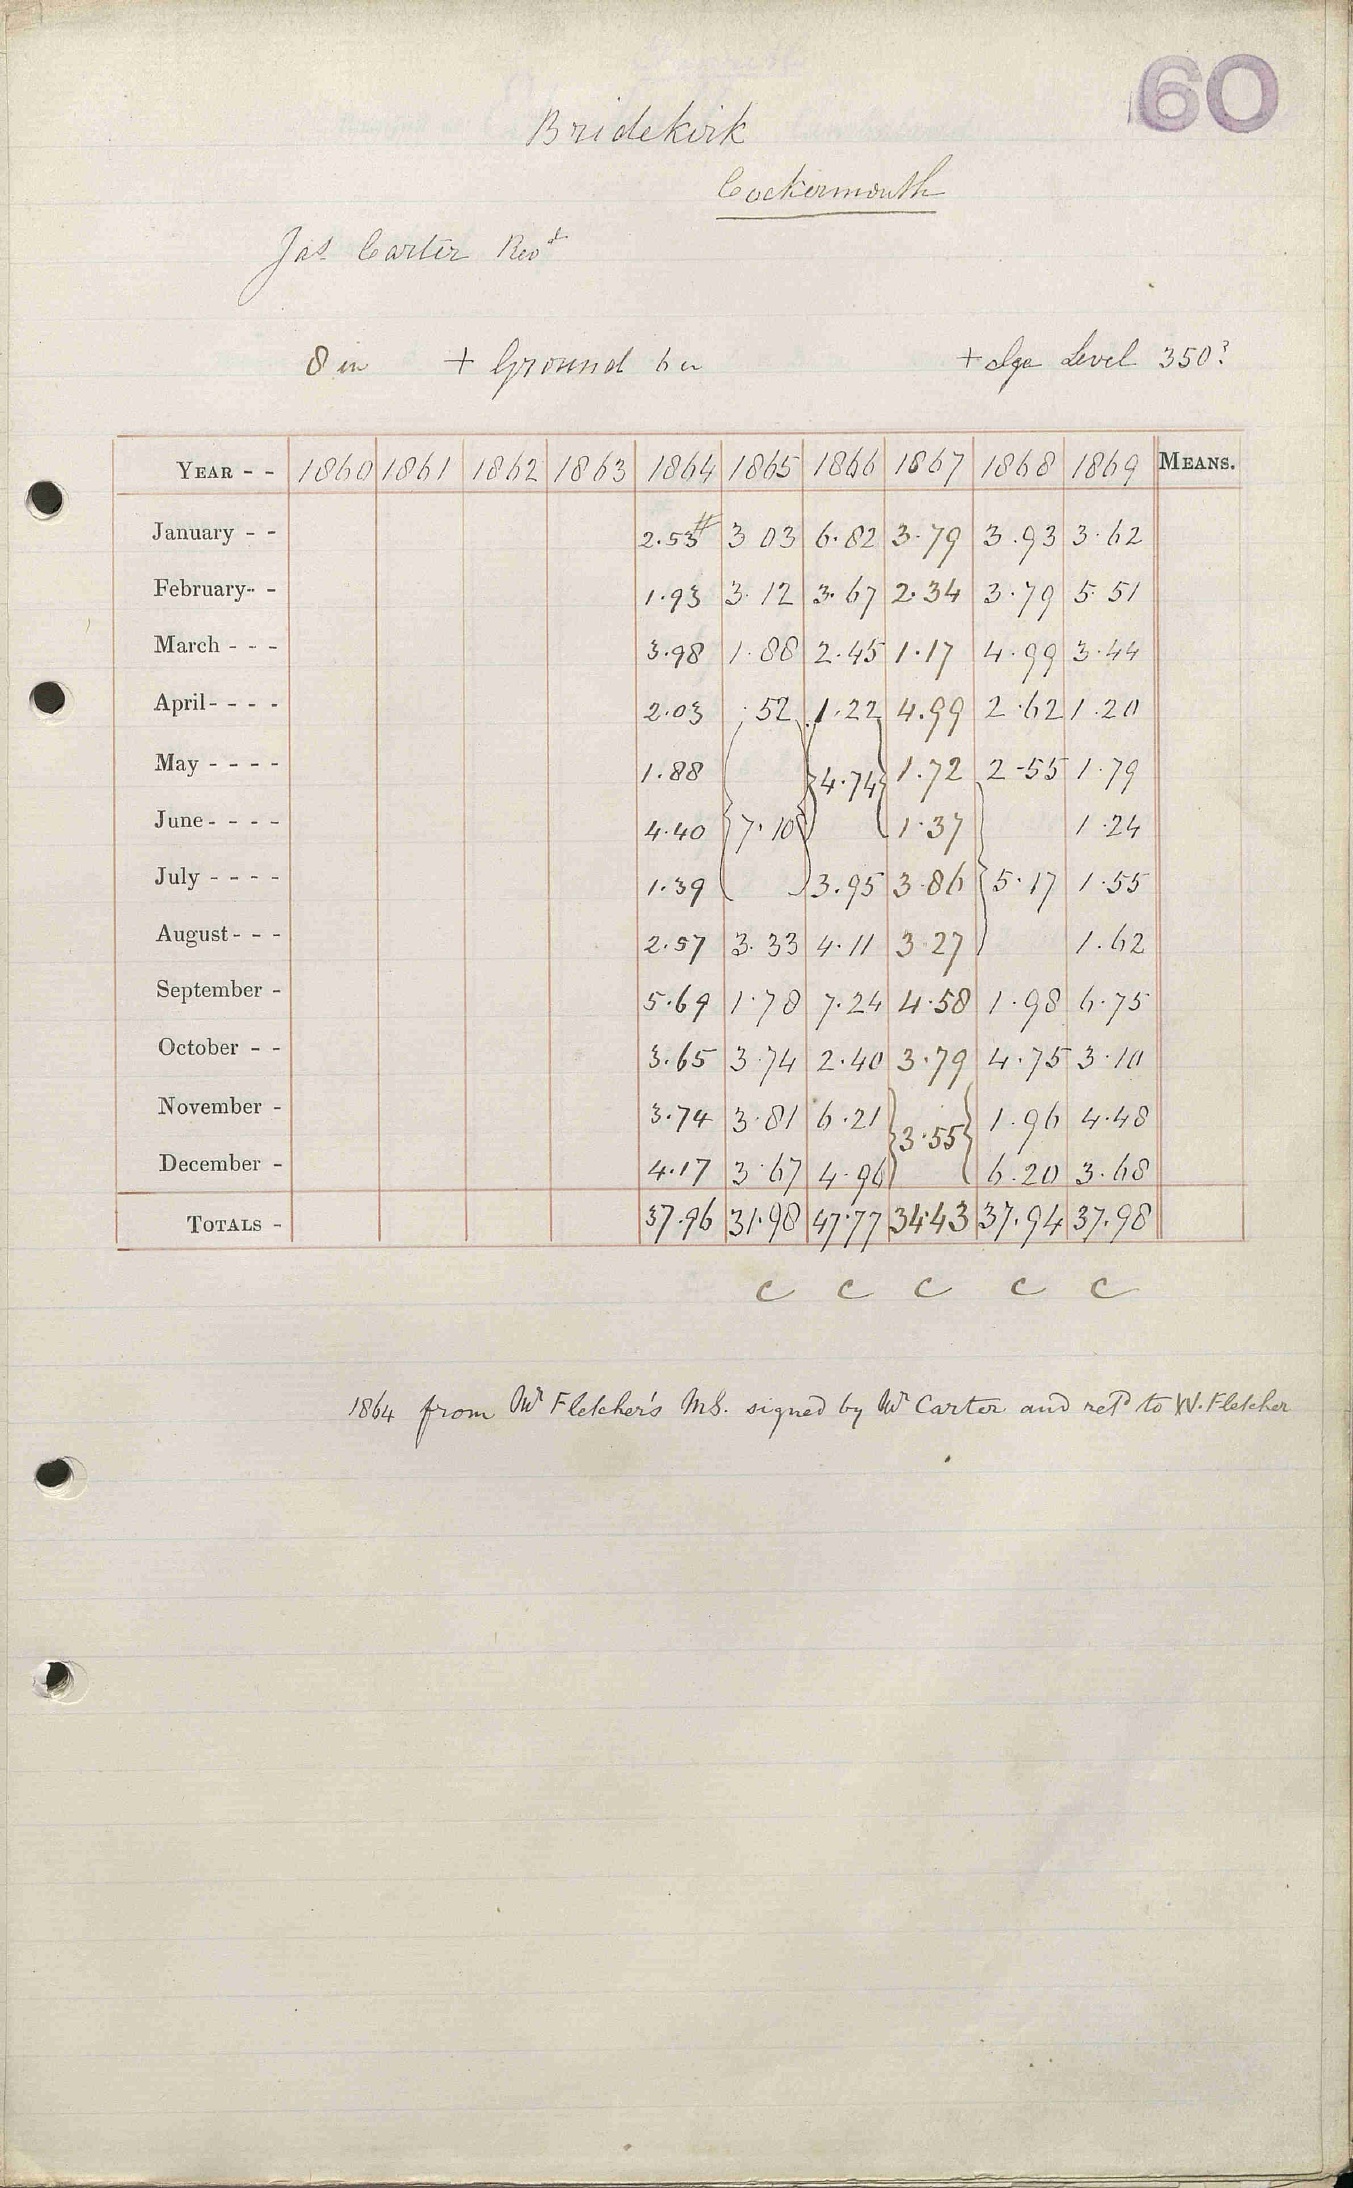 60
Bridekirk
Cockermouth
Jas Carter Revd
8 in + Ground 6 in + Sea Level 350?
YEAR - - 1860 1861 1862 1863 1864 1865 1866 1867 1868 1869 MEANS.
January - - 2.53# 3 03 6.82 3.79 3.93 3.62
February- - 1.93 3.12 3.67 2.34 3.79 5.51
March - - - 3.98 1.88 2.45 1.17 4.99 3.44
April- - - - 2.03 .52 1.22 4.99 2.62 1.20
May - - - - 1.88 4.74 1.72 2.55 1.79
June- - - - 4.40 7.10 1.37 1.24
July - - - - 1.39 3.95 3.86 5.17 1.55
August- - - 2.57 3.33 4.11 3.27 1.62
September - 5.69 1.78 7.24 4.58 1.98 6.75
October - - 3.65 3.74 2.40 3.79 4.75 3.10
November - 3.74 3.81 6.21 3.55 1.96 4.48
December - 4.17 3.67 4.96 6.20 3.68
TOTALS - 37.96 31.98 47.77 34.43 37.94 37.98
c c c c c
1864 from Mr Fletcher's MS. signed by Mr Carter and retd to W. Fletcher